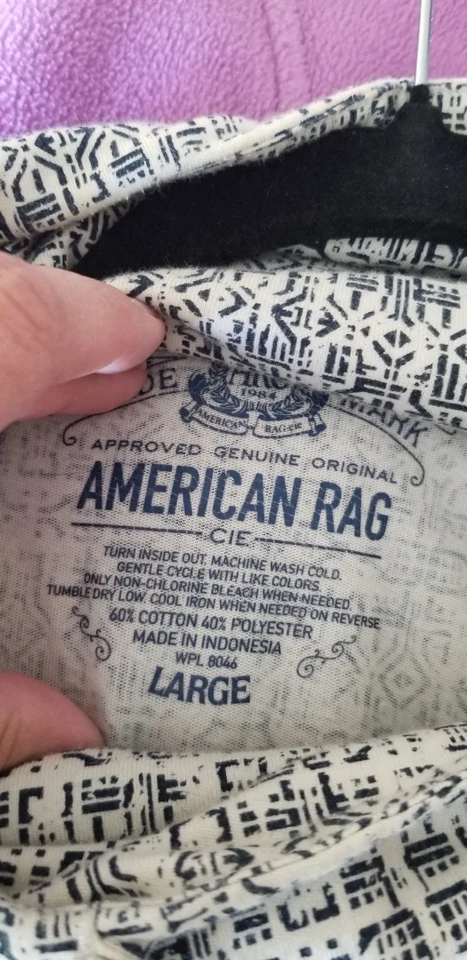 DE MARK
1984
AMERICAN RAG-cie
APPROVED GENUINE ORIGINAL
AMERICAN RAG
CIE
TURN INSIDE OUT. MACHINE WASH COLD.
GENTLE CYCLE WITH LIKE COLORS.
ONLY NON-CHLORINE BLEACH WHEN NEEDED.
TUMBLE DRY LOW. COOL IRON WHEN NEEDED ON REVERSE
60% COTTON 40% POLYESTER
MADE IN INDONESIA
WPL 8046
LARGE